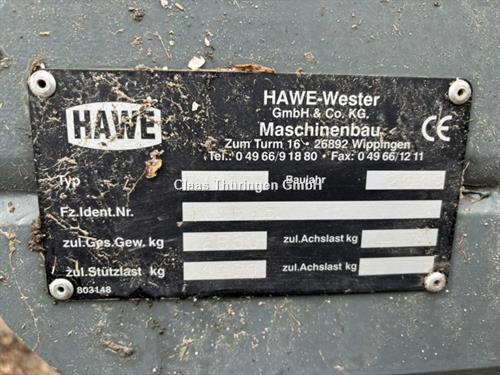 HAWE
HAWE-Wester
GmbH & Co. KG.
Maschinenbau
Zum Turm 16 • 26892 Wippingen
Tel.: 0 49 66/9 18 80 • Fax: 0 49 66/12 11
CE
Typ Baujahr
Claas Thüringen GmbH
Fz.Ident.Nr.
zul.Ges.Gew. kg zul.Achslast kg
zul.Stützlast kg zul.Achslast kg
803148